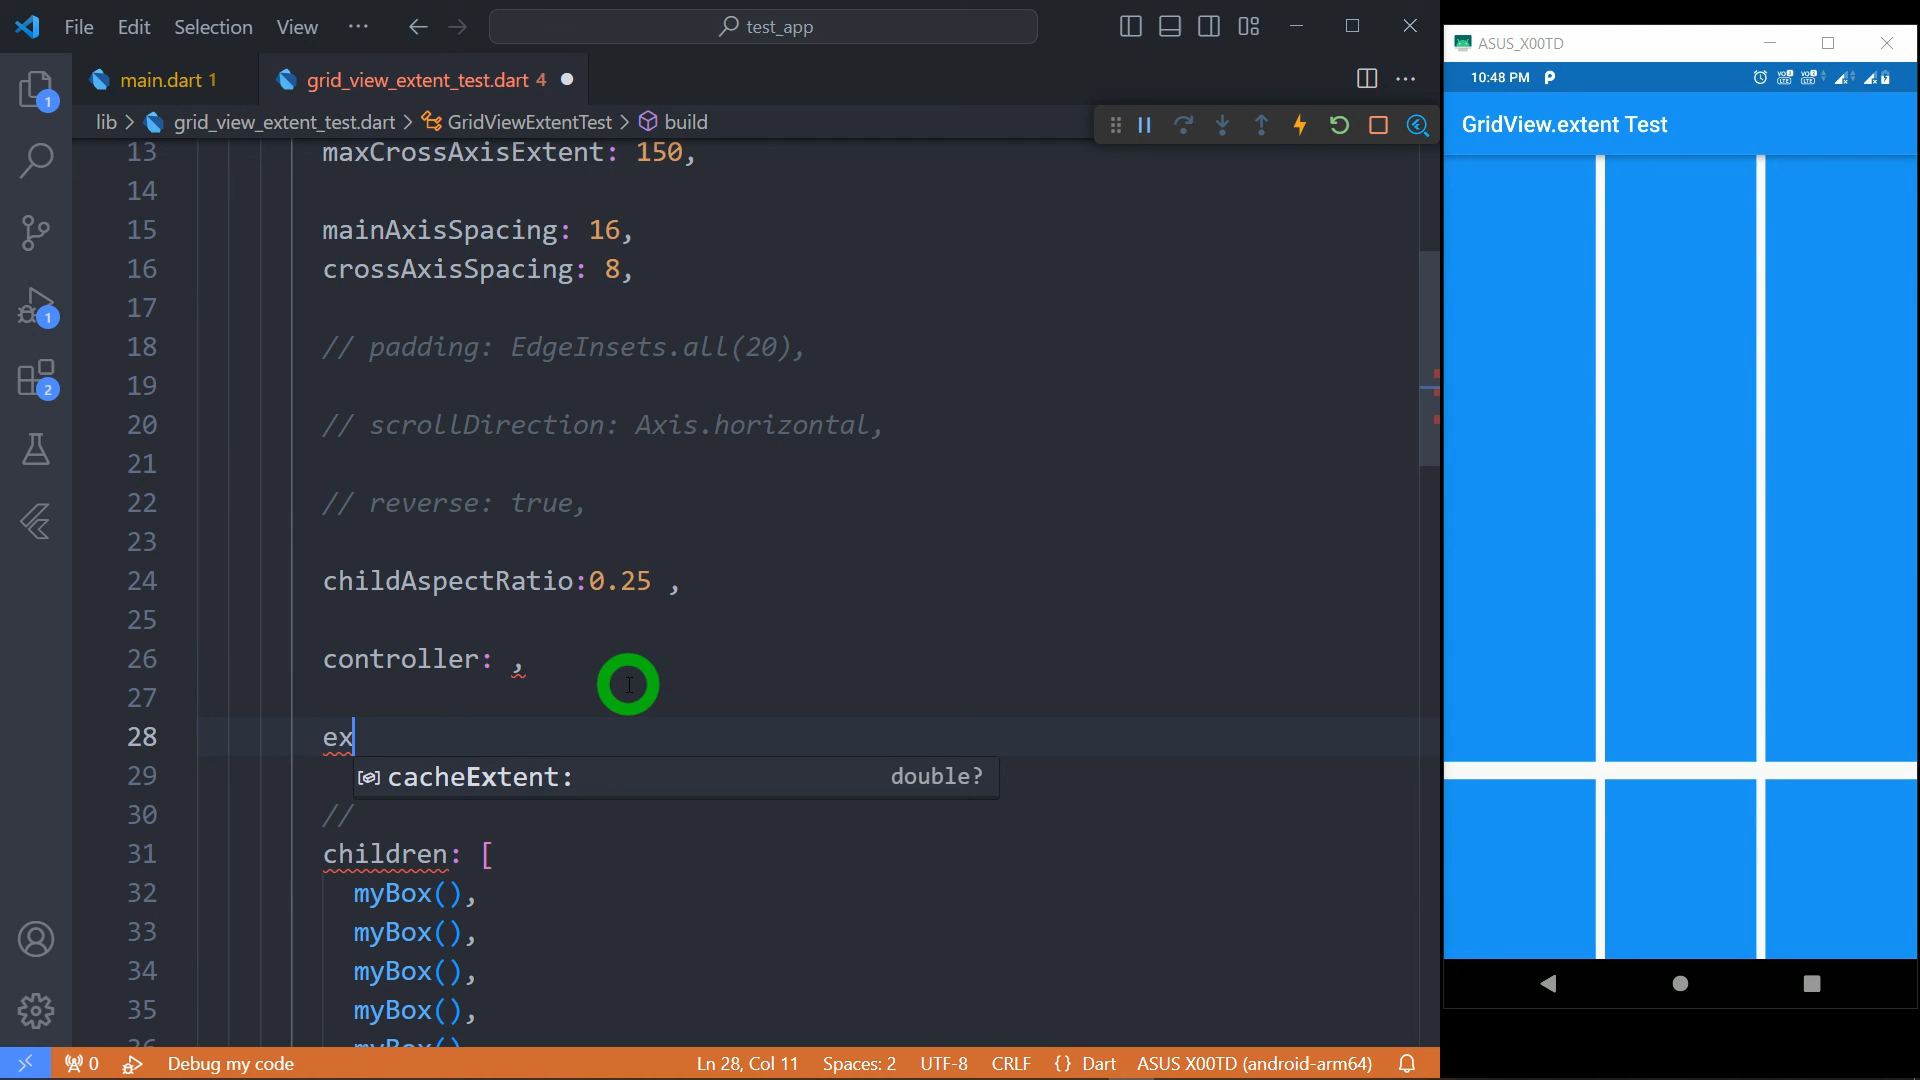 File Edit Selection View ··· test_app
main.dart 1 grid_view_extent_test.dart 4
lib > grid_view_extent_test.dart > GridViewExtentTest > build
13 maxCrossAxisExtent: 150,
14
15 mainAxisSpacing: 16,
16 crossAxisSpacing: 8,
17
18 // padding: EdgeInsets.all(20),
19
20 // scrollDirection: Axis.horizontal,
21
22 // reverse: true,
23
24 childAspectRatio:0.25 ,
25
26 controller: ,
27
28 ex
29 cacheExtent: double?
30 //
31 children: [
32 myBox(),
33 myBox(),
34 myBox(),
35 myBox(),
36 myBox()
1
1
2
0 Debug my code Ln 28, Col 11 Spaces: 2 UTF-8 CRLF {} Dart ASUS X00TD (android-arm64)
ASUS_X00TD
10:48 PM
GridView.extent Test